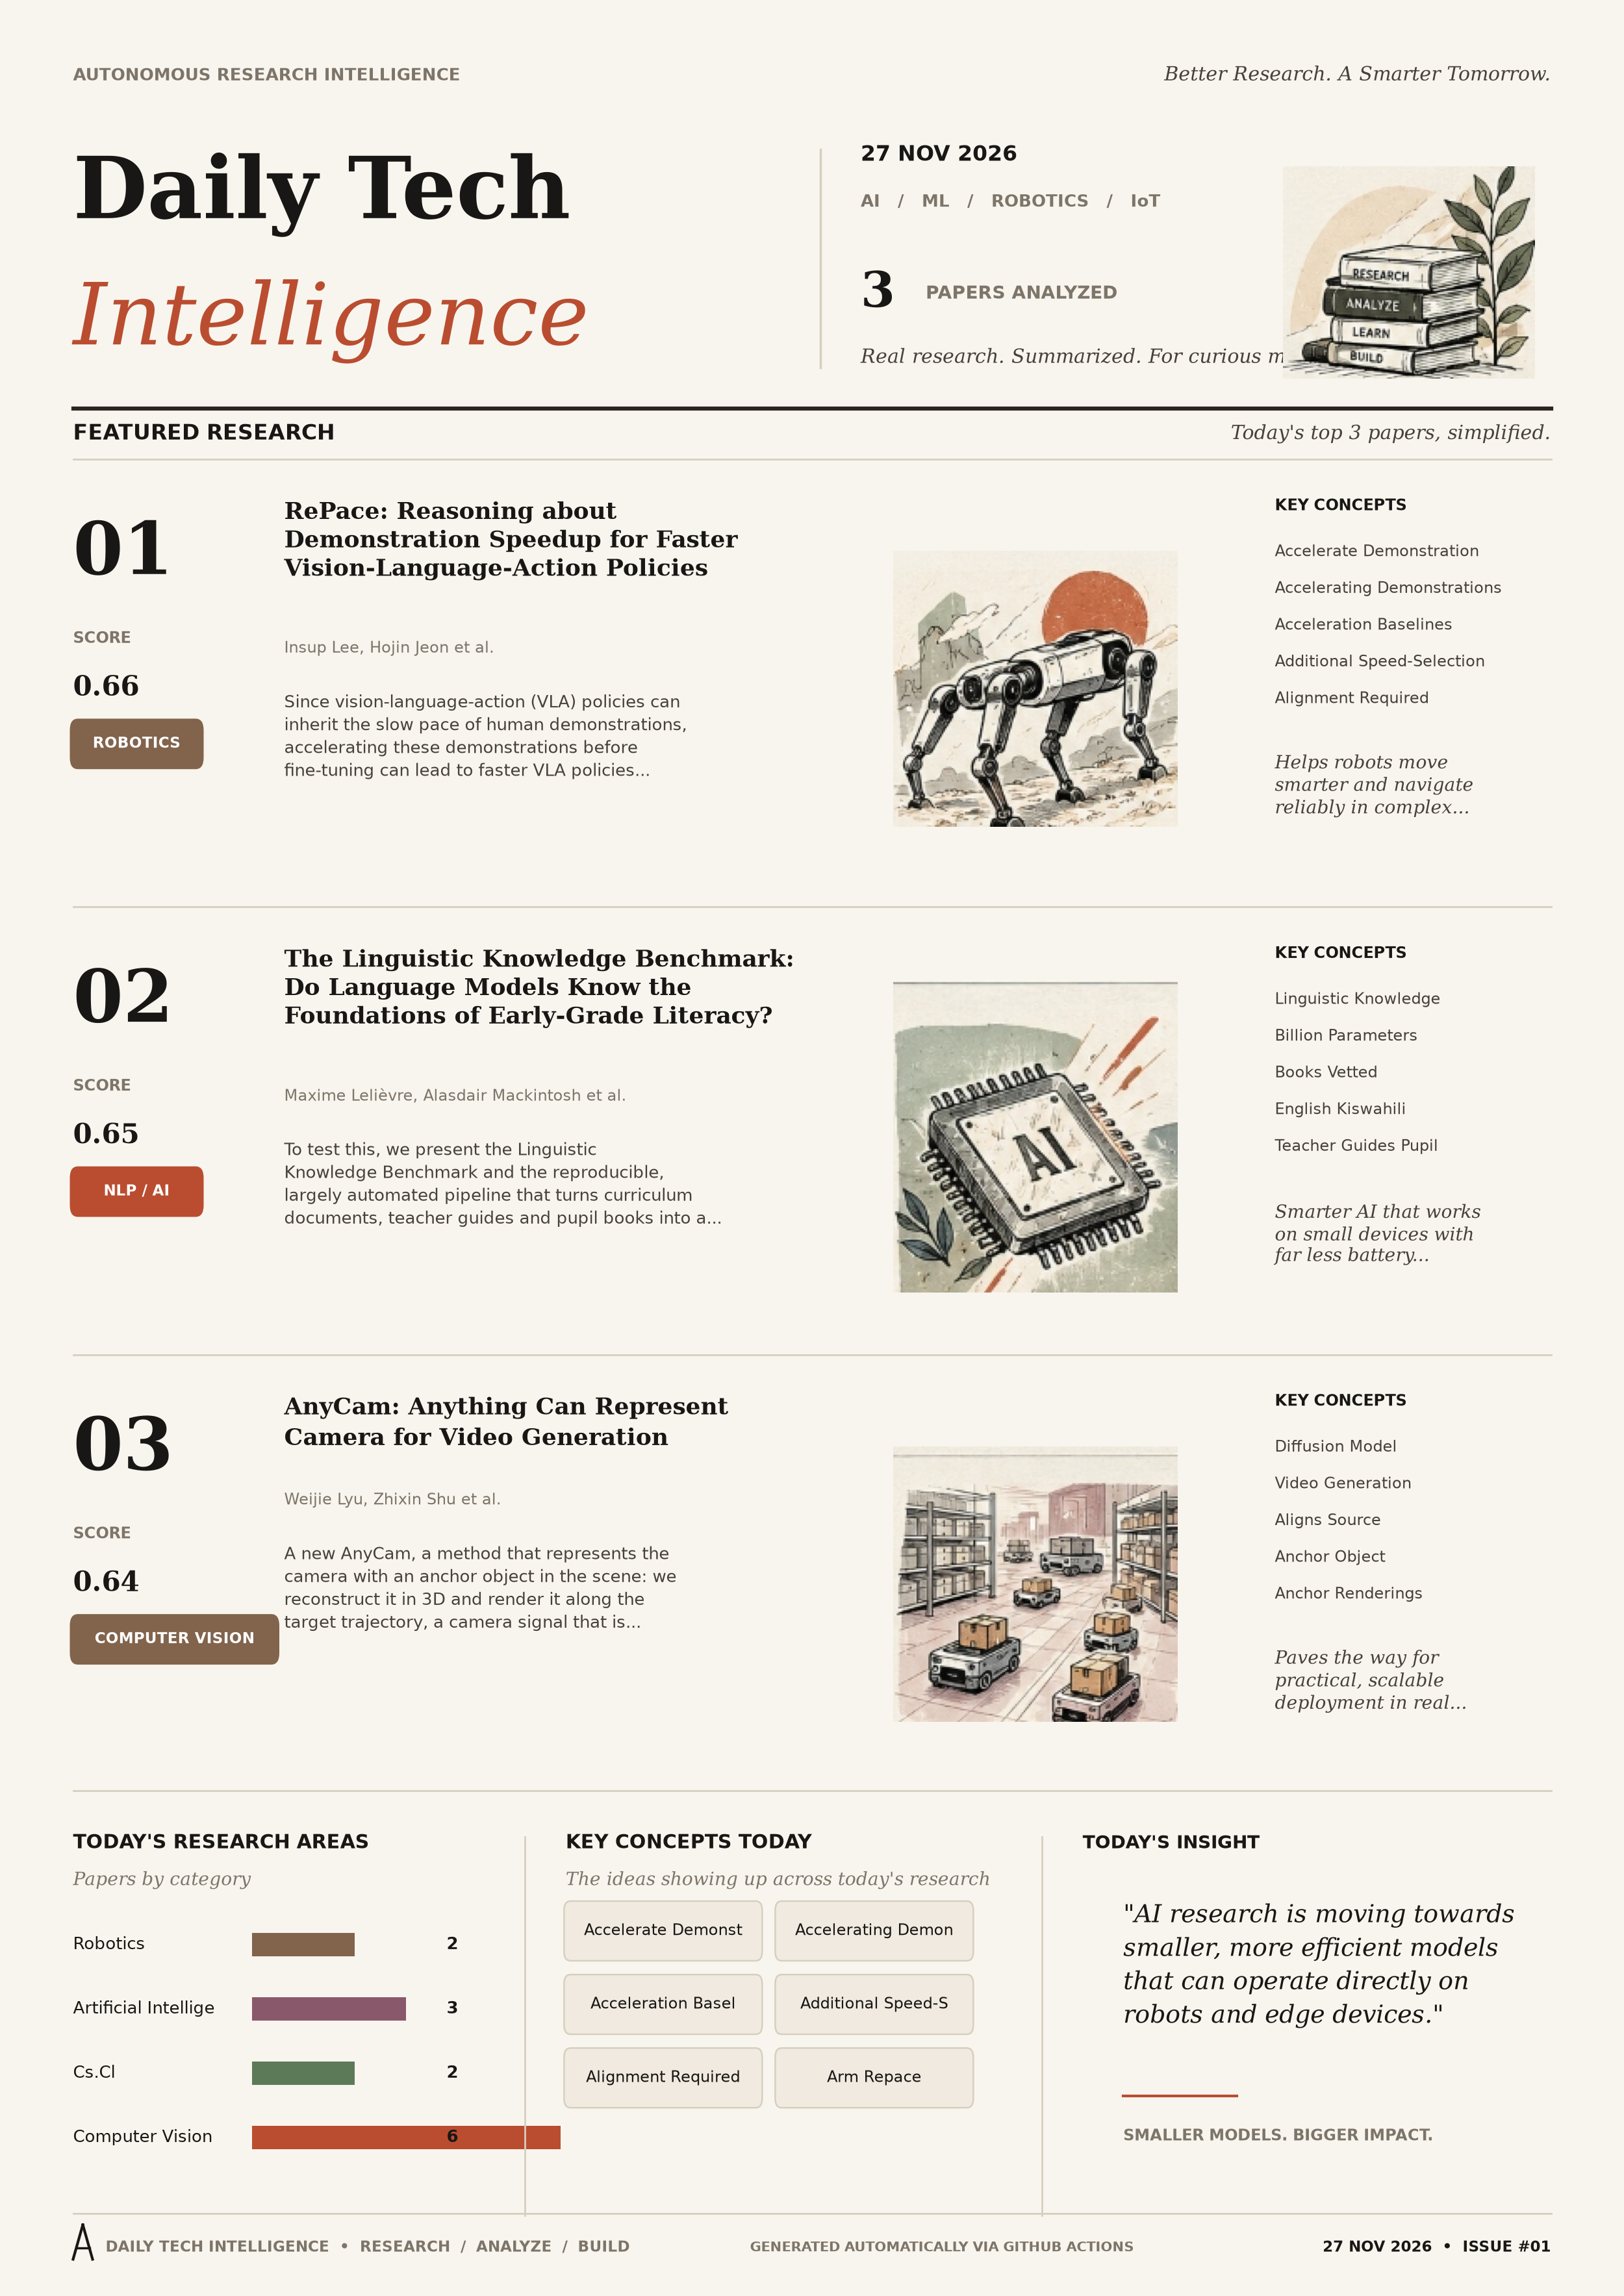 AUTONOMOUS RESEARCH INTELLIGENCE
Better Research. A Smarter Tomorrow.
Daily Tech
Intelligence
27 NOV 2026
AI / ML / ROBOTICS / IoT
3 PAPERS ANALYZED
Real research. Summarized. For curious m
RESEARCH
ANALYZE
LEARN
BUILD
FEATURED RESEARCH
Today's top 3 papers, simplified.
01
SCORE
0.66
ROBOTICS
RePace: Reasoning about
Demonstration Speedup for Faster
Vision-Language-Action Policies
Insup Lee, Hojin Jeon et al.
Since vision-language-action (VLA) policies can
inherit the slow pace of human demonstrations,
accelerating these demonstrations before
fine-tuning can lead to faster VLA policies...
KEY CONCEPTS
Accelerate Demonstration
Accelerating Demonstrations
Acceleration Baselines
Additional Speed-Selection
Alignment Required
Helps robots move
smarter and navigate
reliably in complex...
02
SCORE
0.65
NLP / AI
The Linguistic Knowledge Benchmark:
Do Language Models Know the
Foundations of Early-Grade Literacy?
Maxime Lelièvre, Alasdair Mackintosh et al.
To test this, we present the Linguistic
Knowledge Benchmark and the reproducible,
largely automated pipeline that turns curriculum
documents, teacher guides and pupil books into a...
AI
KEY CONCEPTS
Linguistic Knowledge
Billion Parameters
Books Vetted
English Kiswahili
Teacher Guides Pupil
Smarter AI that works
on small devices with
far less battery...
03
SCORE
0.64
COMPUTER VISION
AnyCam: Anything Can Represent
Camera for Video Generation
Weijie Lyu, Zhixin Shu et al.
A new AnyCam, a method that represents the
camera with an anchor object in the scene: we
reconstruct it in 3D and render it along the
target trajectory, a camera signal that is...
KEY CONCEPTS
Diffusion Model
Video Generation
Aligns Source
Anchor Object
Anchor Renderings
Paves the way for
practical, scalable
deployment in real...
TODAY'S RESEARCH AREAS
Papers by category
Robotics 2
Artificial Intellige 3
Cs.Cl 2
Computer Vision 6
KEY CONCEPTS TODAY
The ideas showing up across today's research
Accelerate Demonst
Accelerating Demon
Acceleration Basel
Additional Speed-S
Alignment Required
Arm Repace
TODAY'S INSIGHT
"AI research is moving towards
smaller, more efficient models
that can operate directly on
robots and edge devices."
SMALLER MODELS. BIGGER IMPACT.
A DAILY TECH INTELLIGENCE • RESEARCH / ANALYZE / BUILD
GENERATED AUTOMATICALLY VIA GITHUB ACTIONS
27 NOV 2026 • ISSUE #01